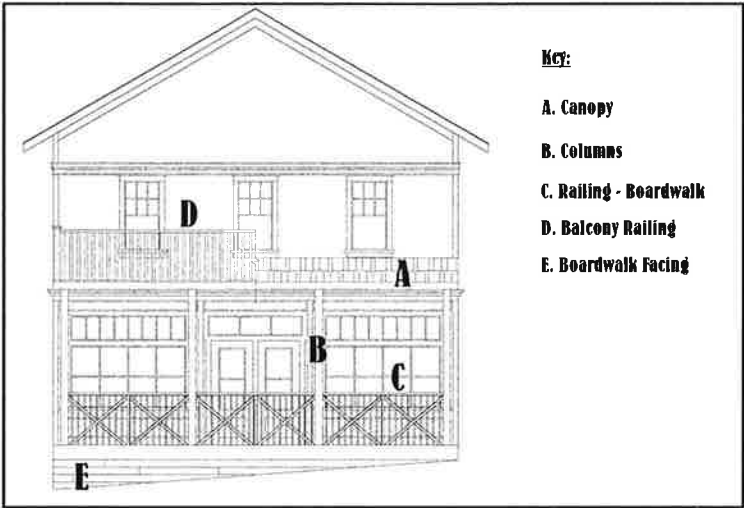 Key:
A. Canopy
B. Columns
C. Railing - Boardwalk
D. Balcony Railing
E. Boardwalk Facing
D
A
B
C
E